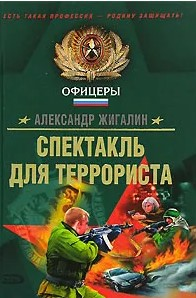 ЕСТЬ ТАКАЯ ПРОФЕССИЯ – РОДИНУ ЗАЩИЩАТЬ!
ОФИЦЕРЫ
АЛЕКСАНДР ЖИГАЛИН
СПЕКТАКЛЬ
ДЛЯ ТЕРРОРИСТА